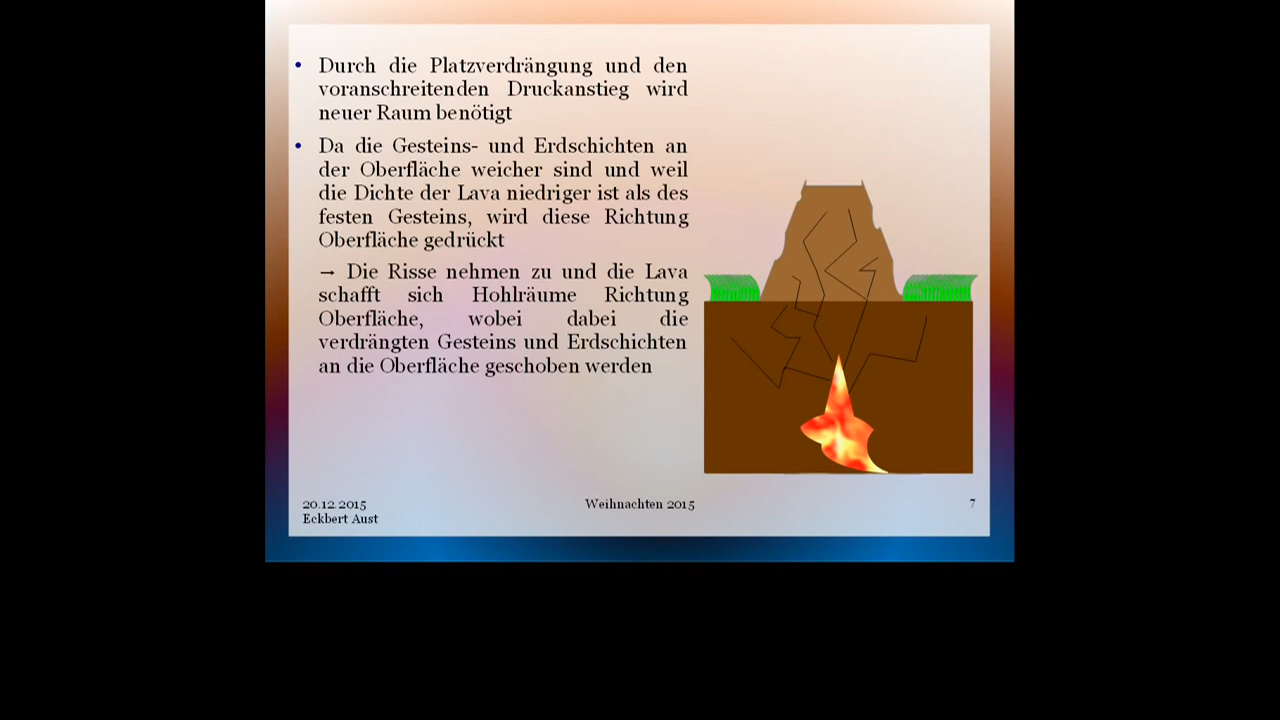 • Durch die Platzverdrängung und den
voranschreitenden Druckanstieg wird
neuer Raum benötigt
• Da die Gesteins- und Erdschichten an
der Oberfläche weicher sind und weil
die Dichte der Lava niedriger ist als des
festen Gesteins, wird diese Richtung
Oberfläche gedrückt
→ Die Risse nehmen zu und die Lava
schafft sich Hohlräume Richtung
Oberfläche, wobei dabei die
verdrängten Gesteins und Erdschichten
an die Oberfläche geschoben werden
20.12.2015
Eckbert Aust
Weihnachten 2015
7